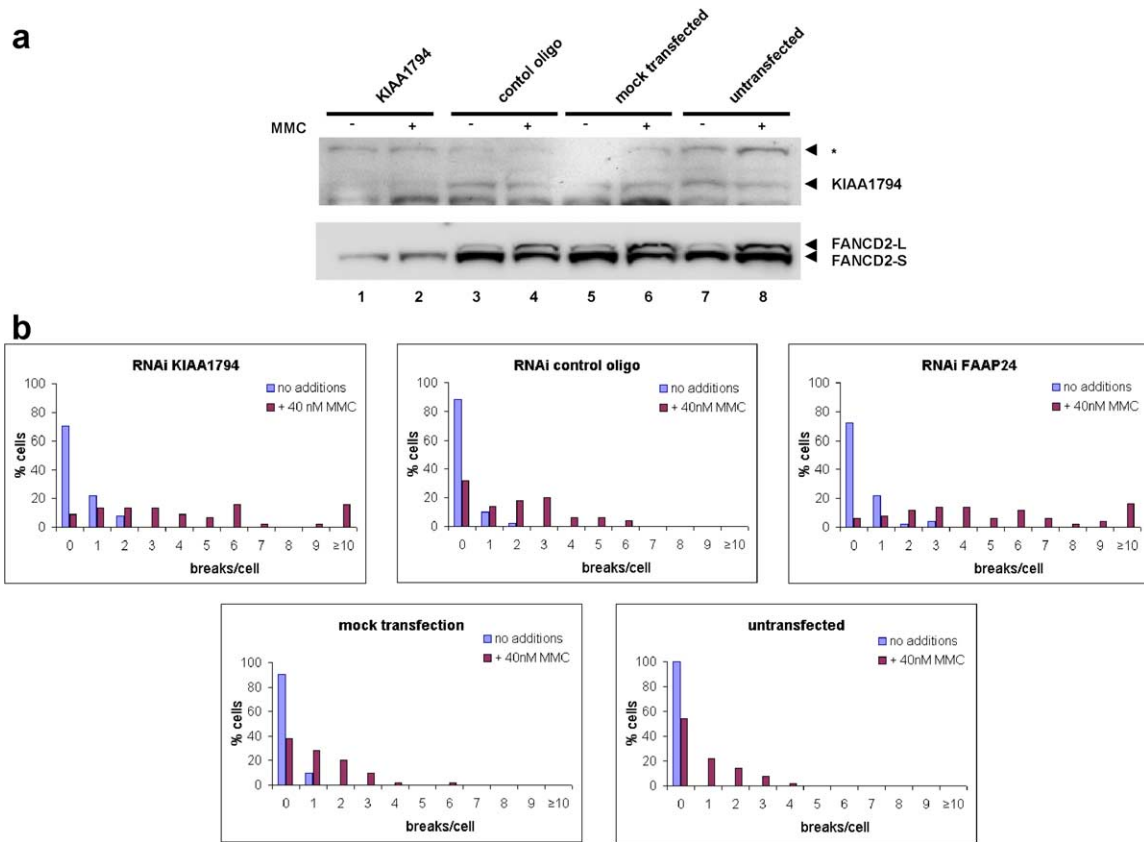 a
KIAA1794
contol oligo
mock transfected
untransfected
MMC - + - + - + - +
*
KIAA1794
FANCD2-L
FANCD2-S
1 2 3 4 5 6 7 8
b
RNAi KIAA1794
no additions
+ 40 nM MMC
% cells
100
80
60
40
20
0
0 1 2 3 4 5 6 7 8 9 ≥10
breaks/cell
RNAi control oligo
no additions
+ 40nM MMC
% cells
100
80
60
40
20
0
0 1 2 3 4 5 6 7 8 9 ≥10
breaks/cell
RNAi FAAP24
no additions
+ 40nM MMC
% cells
100
80
60
40
20
0
0 1 2 3 4 5 6 7 8 9 ≥10
breaks/cell
mock transfection
no additions
+ 40nM MMC
% cells
100
80
60
40
20
0
0 1 2 3 4 5 6 7 8 9 ≥10
breaks/cell
untransfected
no additions
+ 40nM MMC
% cells
100
80
60
40
20
0
0 1 2 3 4 5 6 7 8 9 ≥10
breaks/cell